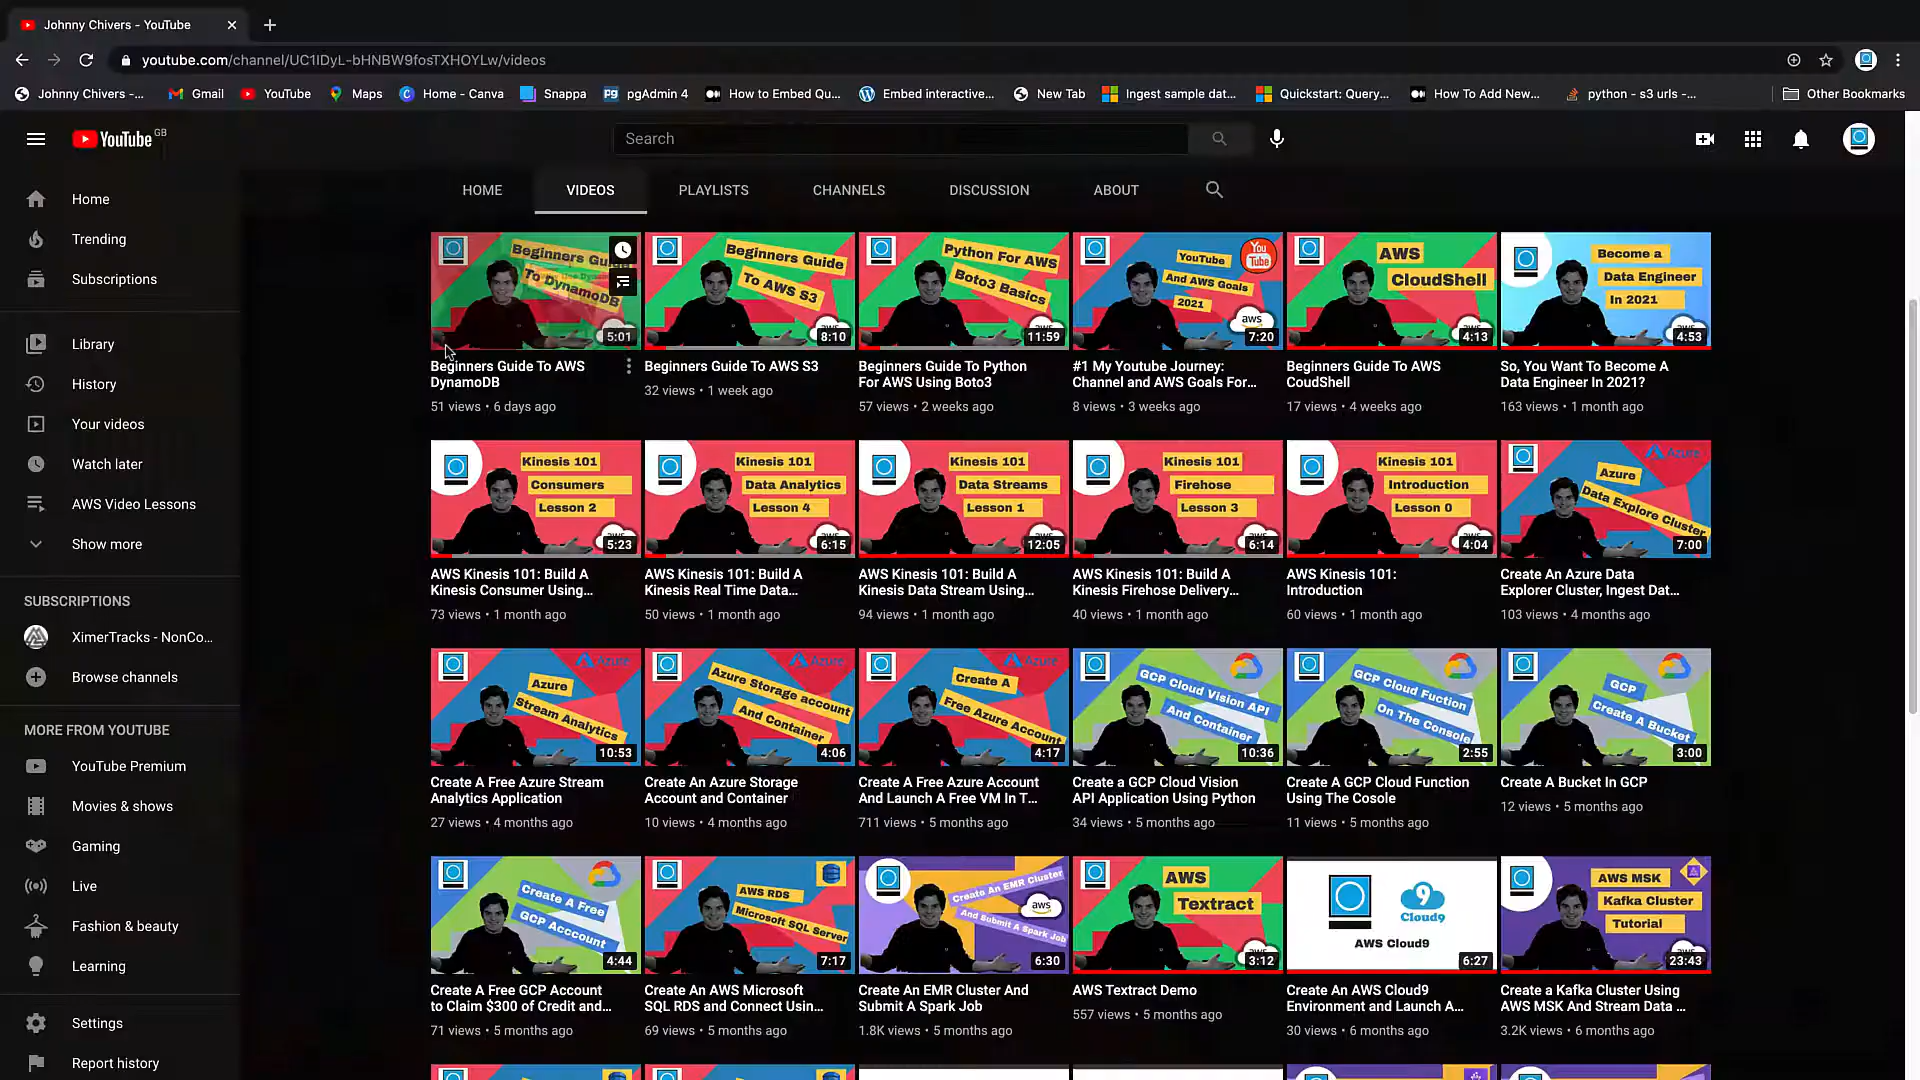 Johnny Chivers - YouTube
youtube.com/channel/UC1IDyL-bHNBW9fosTXHOYLw/videos
Johnny Chivers -...
Gmail
YouTube
Maps
Home - Canva
Snappa
pgAdmin 4
How to Embed Qu...
Embed interactive...
New Tab
Ingest sample dat...
Quickstart: Query...
How To Add New...
python - s3 urls -...
Other Bookmarks
YouTube GB
Search
HOME
VIDEOS
PLAYLISTS
CHANNELS
DISCUSSION
ABOUT
Home
Trending
Subscriptions
Library
History
Your videos
Watch later
AWS Video Lessons
Show more
SUBSCRIPTIONS
XimerTracks - NonCo...
Browse channels
MORE FROM YOUTUBE
YouTube Premium
Movies & shows
Gaming
Live
Fashion & beauty
Learning
Settings
Report history
Beginners Gui
To DynamoDB
5:01
Beginners Guide To AWS
DynamoDB
51 views • 6 days ago
Beginners Guide
To AWS S3
8:10
Beginners Guide To AWS S3
32 views • 1 week ago
Python For AWS
Boto3 Basics
11:59
Beginners Guide To Python
For AWS Using Boto3
57 views • 2 weeks ago
YouTube
And AWS Goals
2021
You
Tube
aws
7:20
#1 My Youtube Journey:
Channel and AWS Goals For...
8 views • 3 weeks ago
AWS
CloudShell
4:13
Beginners Guide To AWS
CoudShell
17 views • 4 weeks ago
Become a
Data Engineer
In 2021
4:53
So, You Want To Become A
Data Engineer In 2021?
163 views • 1 month ago
Kinesis 101
Consumers
Lesson 2
5:23
AWS Kinesis 101: Build A
Kinesis Consumer Using...
73 views • 1 month ago
Kinesis 101
Data Analytics
Lesson 4
6:15
AWS Kinesis 101: Build A
Kinesis Real Time Data...
50 views • 1 month ago
Kinesis 101
Data Streams
Lesson 1
12:05
AWS Kinesis 101: Build A
Kinesis Data Stream Using...
94 views • 1 month ago
Kinesis 101
Firehose
Lesson 3
6:14
AWS Kinesis 101: Build A
Kinesis Firehose Delivery...
40 views • 1 month ago
Kinesis 101
Introduction
Lesson 0
4:04
AWS Kinesis 101:
Introduction
60 views • 1 month ago
Azure
Azure
Data Explore Cluster
7:00
Create An Azure Data
Explorer Cluster, Ingest Dat...
103 views • 4 months ago
Azure
Azure
Stream Analytics
10:53
Create A Free Azure Stream
Analytics Application
27 views • 4 months ago
Azure
Azure Storage account
And Container
4:06
Create An Azure Storage
Account and Container
10 views • 4 months ago
Azure
Create A
Free Azure Account
4:17
Create A Free Azure Account
And Launch A Free VM In T...
711 views • 5 months ago
GCP Cloud Vision API
And Container
10:36
Create a GCP Cloud Vision
API Application Using Python
34 views • 5 months ago
GCP Cloud Fuction
On The Console
2:55
Create A GCP Cloud Function
Using The Cosole
11 views • 5 months ago
GCP
Create A Bucket
3:00
Create A Bucket In GCP
12 views • 5 months ago
Create A Free
GCP Acccount
4:44
Create A Free GCP Account
to Claim $300 of Credit and...
71 views • 5 months ago
AWS RDS
Microsoft SQL Server
7:17
Create An AWS Microsoft
SQL RDS and Connect Usin...
69 views • 5 months ago
Create An EMR Cluster
aws
And Submit A Spark Job
6:30
Create An EMR Cluster And
Submit A Spark Job
1.8K views • 5 months ago
AWS
Textract
3:12
AWS Textract Demo
557 views • 5 months ago
9
Cloud9
AWS Cloud9
6:27
Create An AWS Cloud9
Environment and Launch A...
30 views • 6 months ago
AWS MSK
Kafka Cluster
Tutorial
23:43
Create a Kafka Cluster Using
AWS MSK And Stream Data ...
3.2K views • 6 months ago